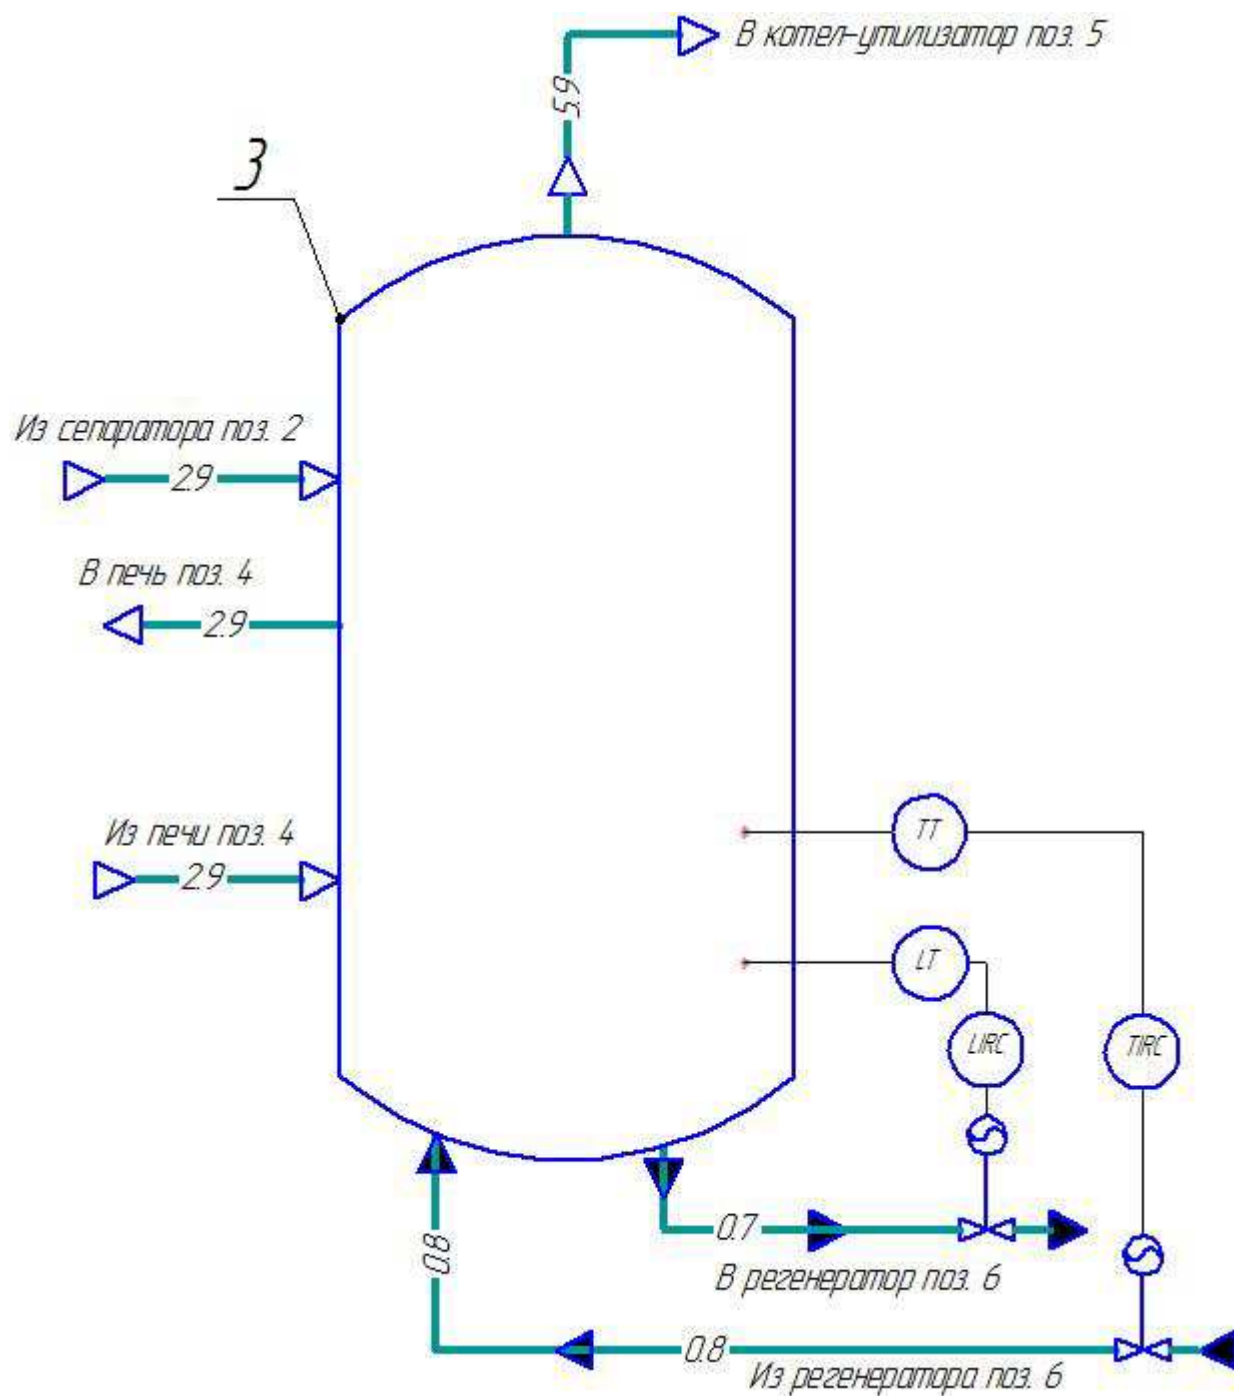 В котел-утилизатор поз. 5
5.9
3
Из сепаратора поз. 2
2.9
В печь поз. 4
2.9
Из печи поз. 4
2.9
TT
LT
LIRC
TIRC
0.7
0.8
В регенератор поз. 6
0.8
Из регенератора поз. 6